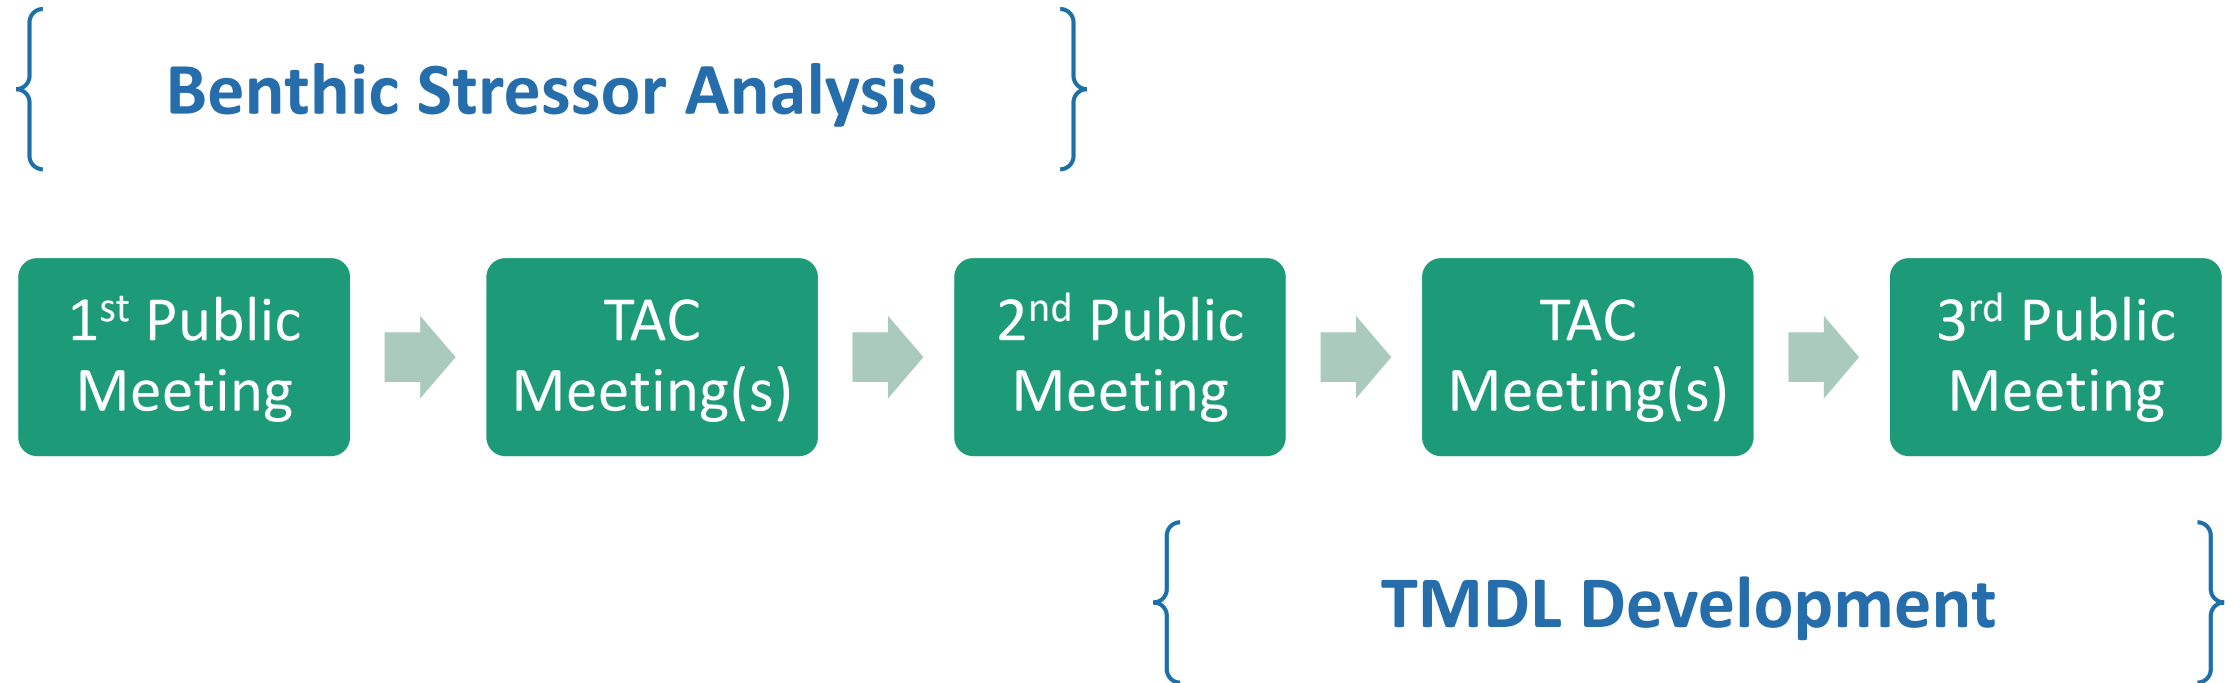 Benthic Stressor Analysis
1st Public
Meeting
TAC
Meeting(s)
2nd Public
Meeting
TAC
Meeting(s)
3rd Public
Meeting
TMDL Development